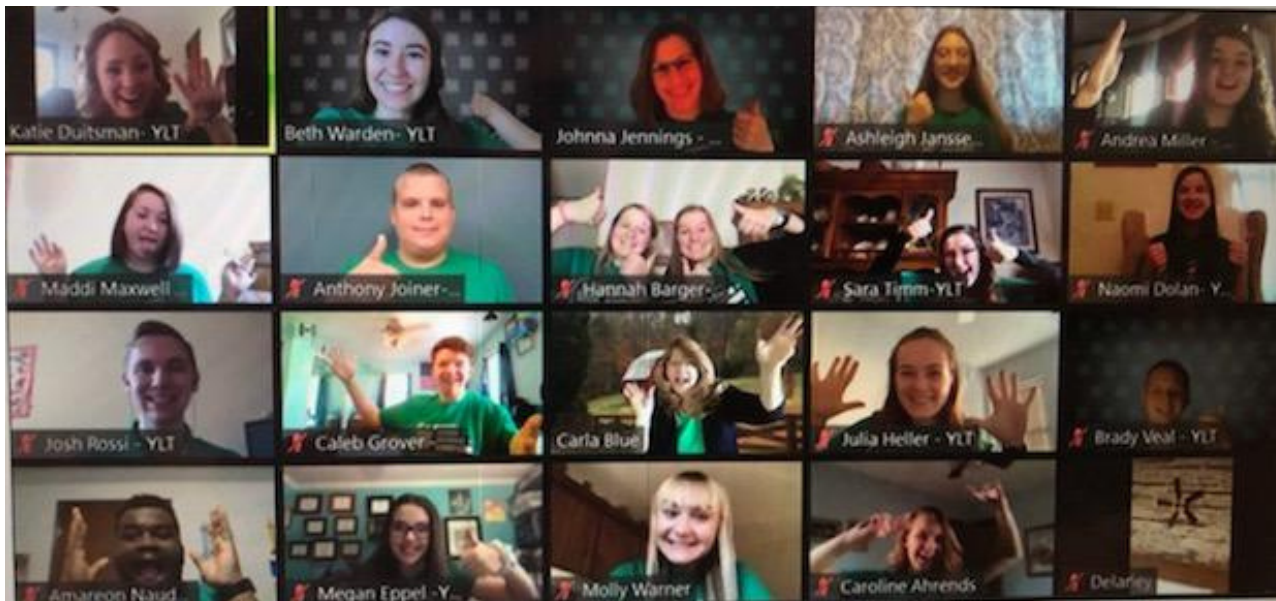 Katie Duitsman- YLT
Beth Warden- YLT
Johnna Jennings - ...
Ashleigh Jansse...
Andrea Miller - ...
Maddi Maxwell ...
Anthony Joiner-...
Hannah Barger-...
Sara Timm-YLT
Naomi Dolan- Y...
Josh Rossi - YLT
Caleb Grover-...
Carla Blue
Julia Heller - YLT
Brady Veal - YLT
Amareon Naud...
Megan Eppel -Y...
Molly Warner
Caroline Ahrends
Delaney